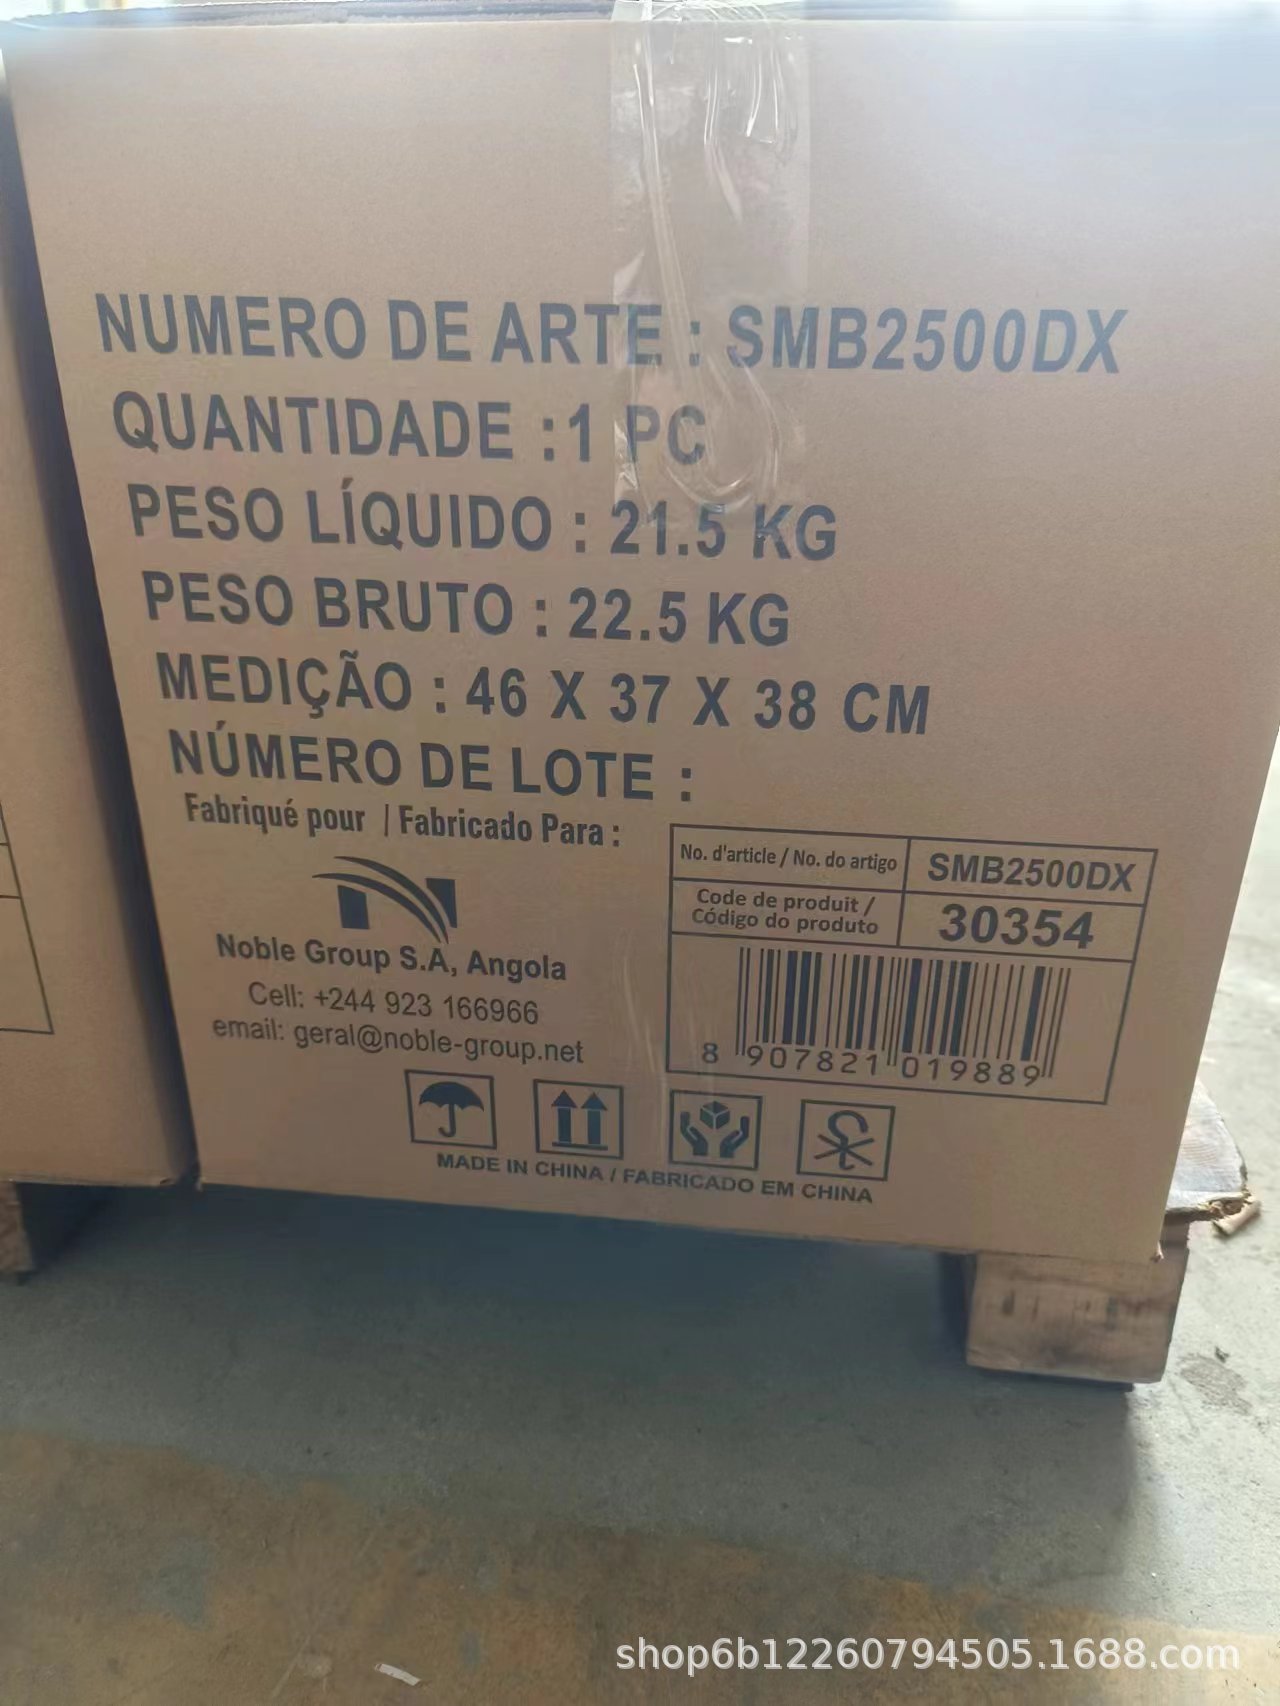 NUMERO DE ARTE : SMB2500DX
QUANTIDADE :1 PC
PESO LÍQUIDO : 21.5 KG
PESO BRUTO : 22.5 KG
MEDIÇÃO : 46 X 37 X 38 CM
NÚMERO DE LOTE :
Fabriqué pour | Fabricado Para :
Noble Group S.A, Angola
Cell: +244 923 166966
email: geral@noble-group.net
No. d'article / No. do artigo SMB2500DX
Code de produit /
Código do produto 30354
8 907821 019889
MADE IN CHINA / FABRICADO EM CHINA
shop6b12260794505.1688.com